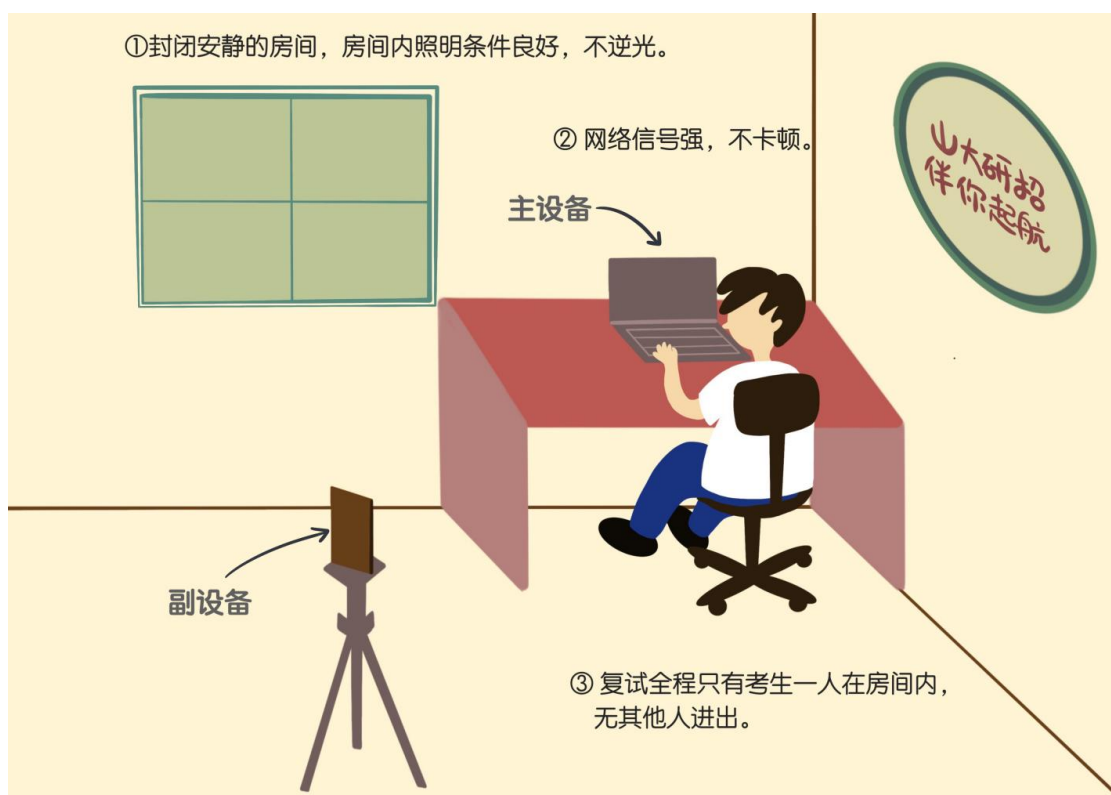 ①封闭安静的房间，房间内照明条件良好，不逆光。
② 网络信号强，不卡顿。
山大研招
伴你起航
主设备
副设备
③ 复试全程只有考生一人在房间内，
无其他人进出。